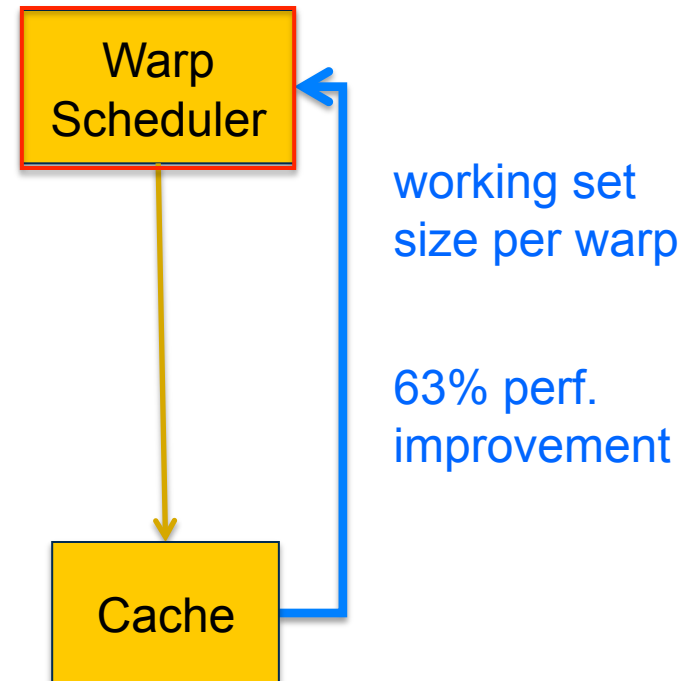 Warp
Scheduler
working set
size per warp
63% perf.
improvement
Cache